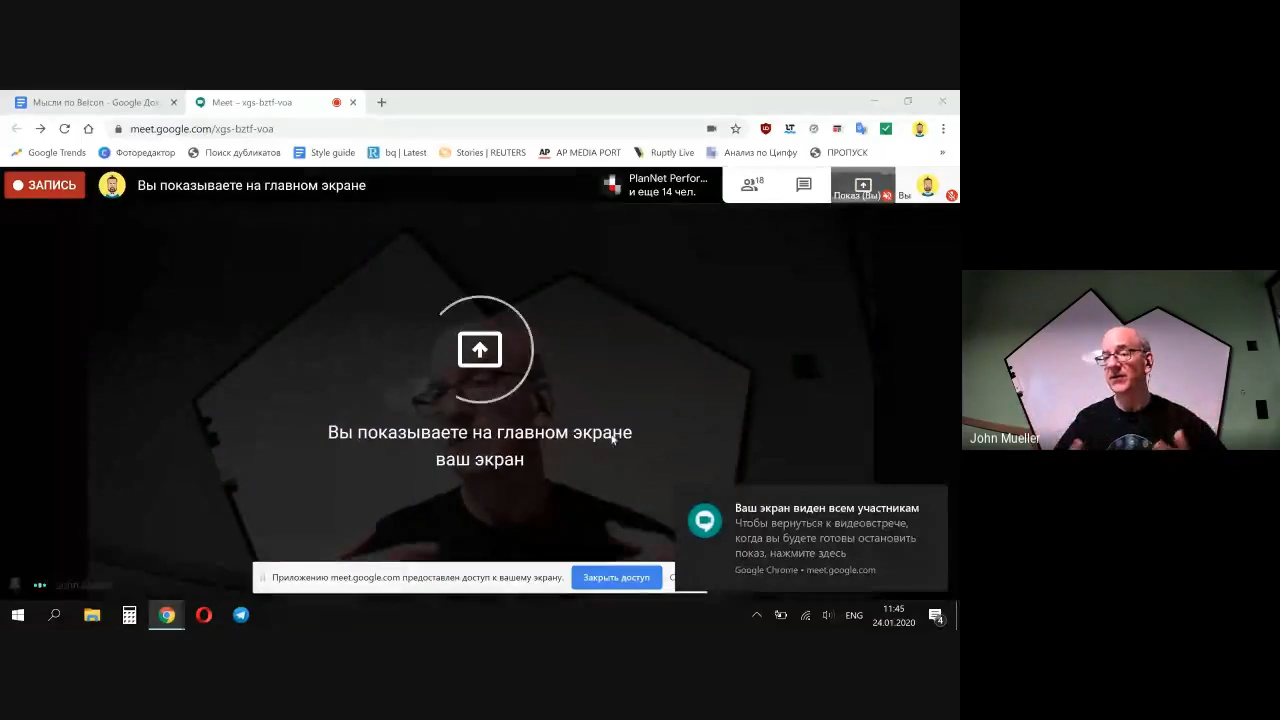 Мысли по Belcon - Google До
Meet – xgs-bztf-voa
meet.google.com/xgs-bztf-voa
Google Trends
Фоторедактор
Поиск дубликатов
Style guide
bq | Latest
Stories | REUTERS
AP AP MEDIA PORT
Ruptly Live
Анализ по Ципфу
ПРОПУСК
»
ЗАПИСЬ
Вы показываете на главном экране
PlanNet Perfor...
и еще 14 чел.
18
Показ (Вы)
Вы
Вы показываете на главном экране
ваш экран
John Mueller
Ваш экран виден всем участникам
Чтобы вернуться к видеовстрече,
когда вы будете готовы остановить
показ, нажмите здесь
Google Chrome • meet.google.com
Приложению meet.google.com предоставлен доступ к вашему экрану.
Закрыть доступ
ENG
11:45
24.01.2020
4